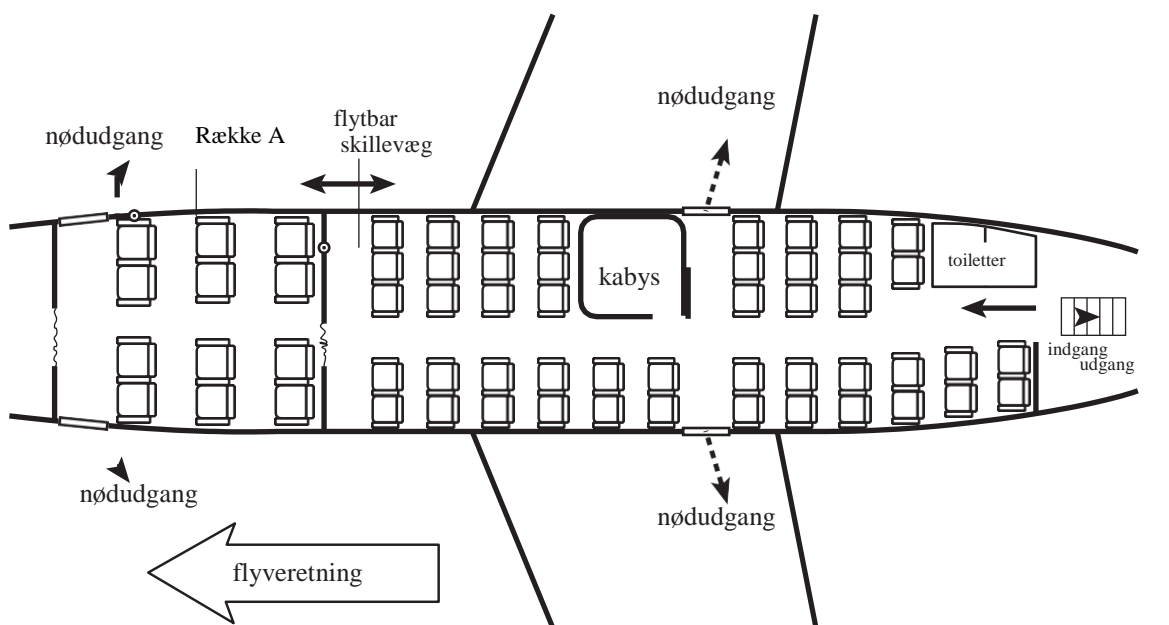 nødudgang
nødudgang
Række A
flytbar
skillevæg
kabys
toiletter
indgang
udgang
nødudgang
nødudgang
flyveretning